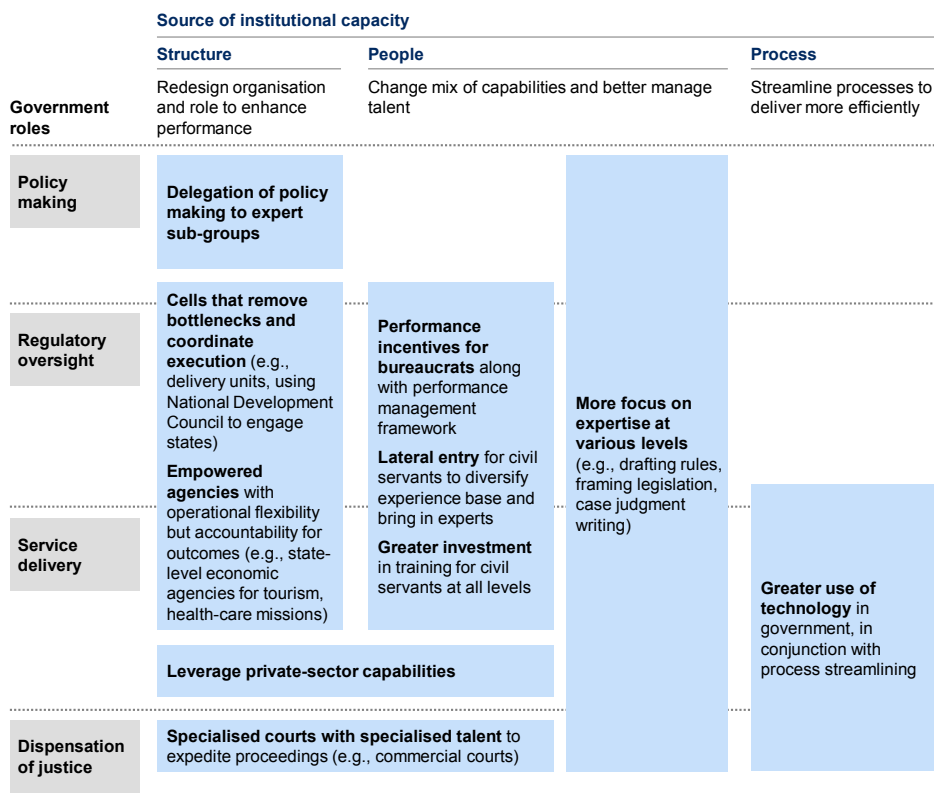 Source of institutional capacity
Structure
People
Process
Government
roles
Redesign organisation
and role to enhance
performance
Change mix of capabilities and better manage
talent
Streamline processes to
deliver more efficiently
Policy
making
Delegation of policy
making to expert
sub-groups
Regulatory
oversight
Cells that remove
bottlenecks and
coordinate
execution (e.g.,
delivery units, using
National Development
Council to engage
states)
Empowered
agencies with
operational flexibility
but accountability for
outcomes (e.g., state-
level economic
agencies for tourism,
health-care missions)
Performance
incentives for
bureaucrats along
with performance
management
framework
Lateral entry for civil
servants to diversify
experience base and
bring in experts
Greater investment
in training for civil
servants at all levels
More focus on
expertise at
various levels
(e.g., drafting rules,
framing legislation,
case judgment
writing)
Service
delivery
Greater use of
technology in
government, in
conjunction with
process streamlining
Leverage private-sector capabilities
Dispensation
of justice
Specialised courts with specialised talent to
expedite proceedings (e.g., commercial courts)